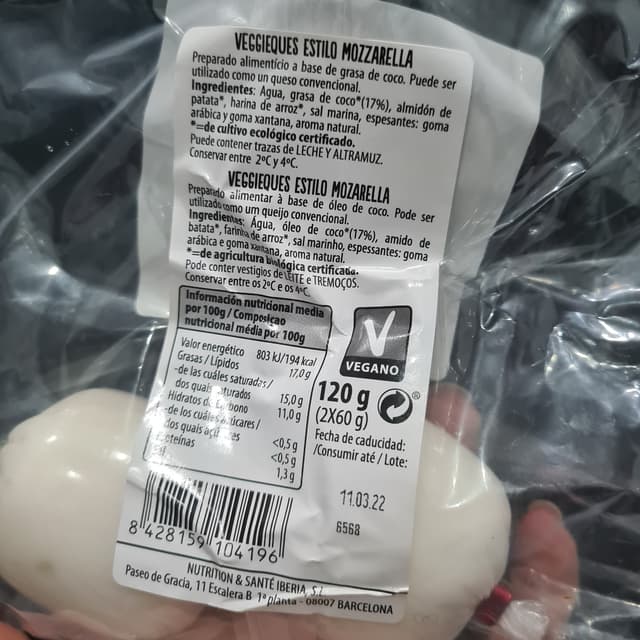 VEGGIEQUES ESTILO MOZZARELLA
Preparado alimenticio a base de grasa de coco. Puede ser
utilizado como un queso convencional.
Ingredientes: Agua, grasa de coco*(17%), almidón de
patata*, harina de arroz*, sal marina, espesantes: goma
arábica y goma xantana, aroma natural.
*=de cultivo ecológico certificado.
Puede contener trazas de LECHE Y ALTRAMUZ.
Conservar entre 2ºC y 4ºC.
VEGGIEQUES ESTILO MOZARELLA
Preparado alimentar à base de óleo de coco. Pode ser
utilizado como um queijo convencional.
Ingredientes: Água, óleo de coco*(17%), amido de
batata*, farinha de arroz*, sal marinho, espessantes: goma
arábica e goma xantana, aroma natural.
*=de agricultura biológica certificada.
Pode conter vestigios de LEITE e TREMOÇOS.
Conservar entre os 2ºC e os 4ºC.
Información nutricional media
por 100g / Composicao
nutricional média por 100g
Valor energético 803 kJ/194 kcal
Grasas / Lípidos 17,0 g
-de las cuáles saturadas /
dos quais saturados 15,0 g
Hidratos de Carbono 11,0 g
-de los cuáles azúcares /
dos quais açúcares <0,5 g
Proteínas <0,5 g
Sal 1,3 g
V
VEGANO
120 g
(2X60 g)
®
Fecha de caducidad:
/Consumir até / Lote:
11.03.22
6568
8 428159 104196
NUTRITION & SANTÉ IBERIA, S.L.
Paseo de Gracia, 11 Escalera B 1ª planta - 08007 BARCELONA